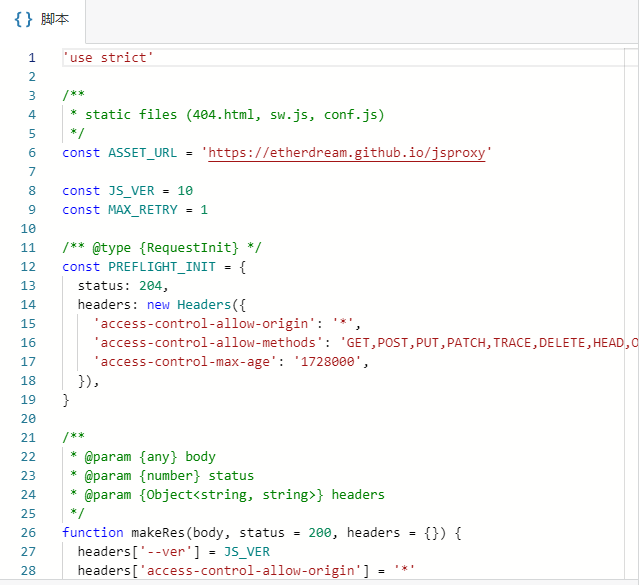 {} 脚本
1 'use strict'
2
3 /**
4  * static files (404.html, sw.js, conf.js)
5  */
6 const ASSET_URL = 'https://etherdream.github.io/jsproxy'
7
8 const JS_VER = 10
9 const MAX_RETRY = 1
10
11 /** @type {RequestInit} */
12 const PREFLIGHT_INIT = {
13   status: 204,
14   headers: new Headers({
15     'access-control-allow-origin': '*',
16     'access-control-allow-methods': 'GET,POST,PUT,PATCH,TRACE,DELETE,HEAD,O
17     'access-control-max-age': '1728000',
18   }),
19 }
20
21 /**
22  * @param {any} body
23  * @param {number} status
24  * @param {Object<string, string>} headers
25  */
26 function makeRes(body, status = 200, headers = {}) {
27   headers['--ver'] = JS_VER
28   headers['access-control-allow-origin'] = '*'